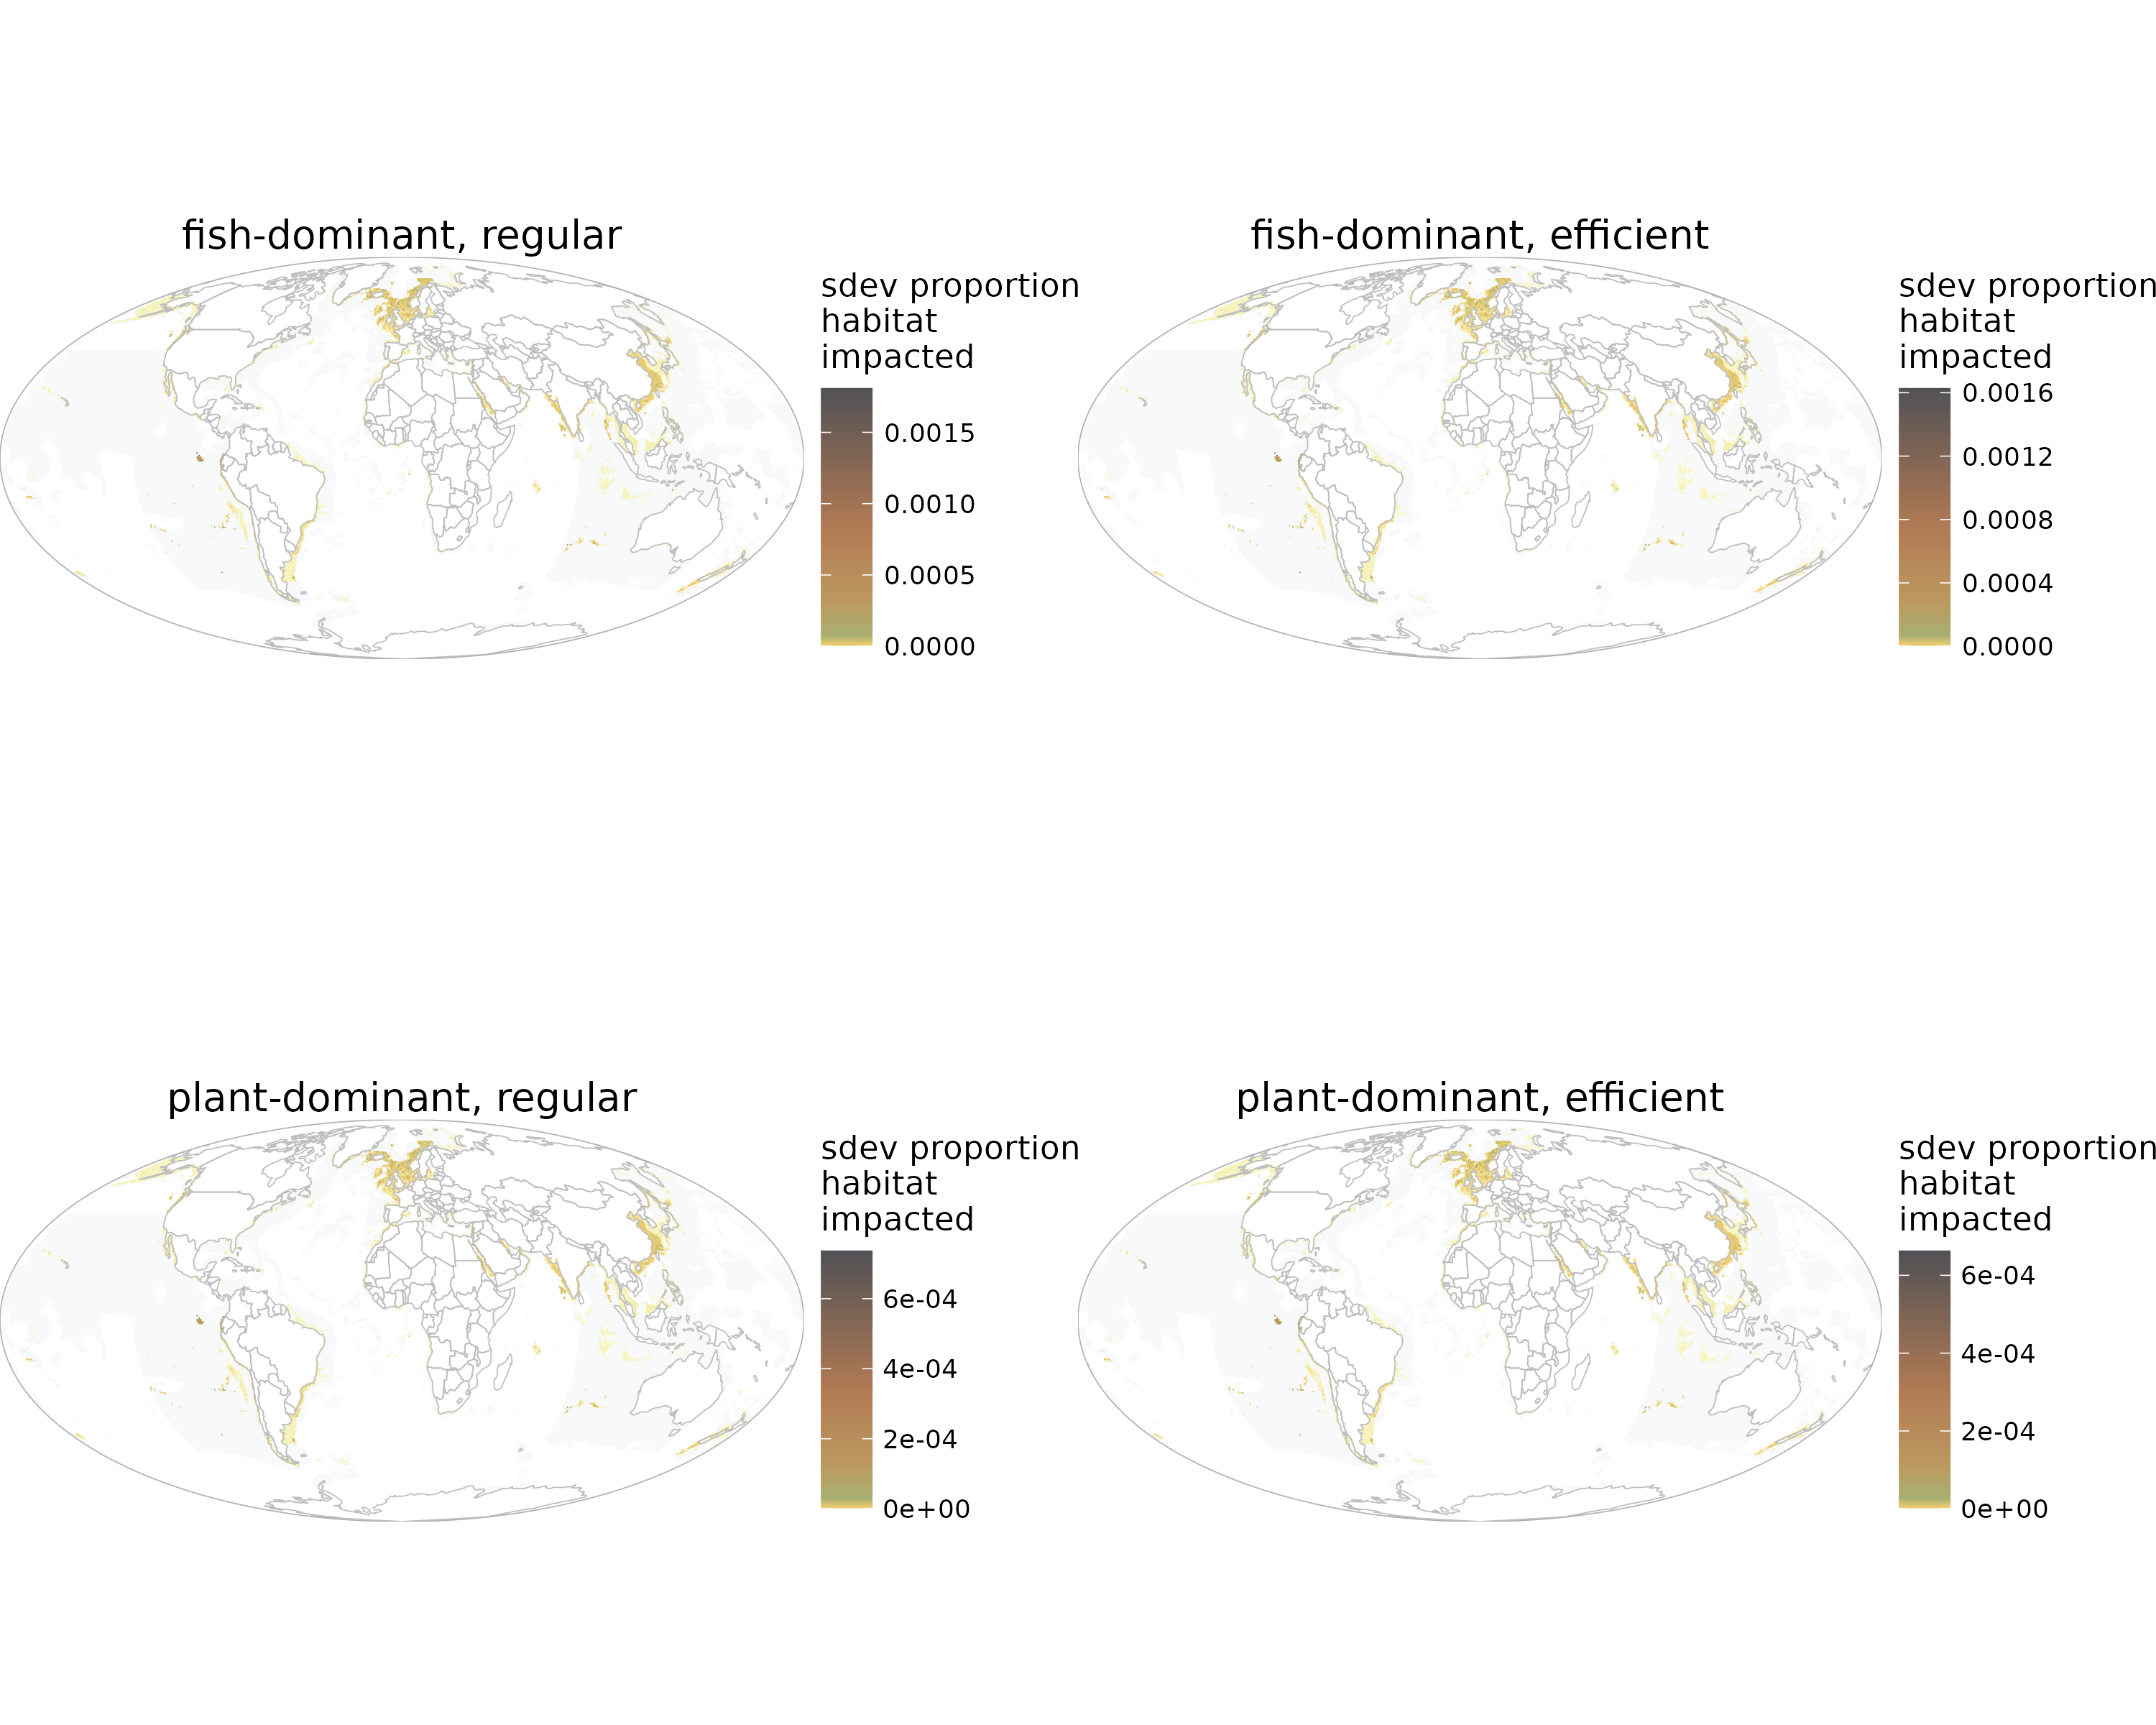 fish-dominant, regular
sdev proportion
habitat
impacted
0.0015
0.0010
0.0005
0.0000
fish-dominant, efficient
sdev proportion
habitat
impacted
0.0016
0.0012
0.0008
0.0004
0.0000
plant-dominant, regular
sdev proportion
habitat
impacted
6e-04
4e-04
2e-04
0e+00
plant-dominant, efficient
sdev proportion
habitat
impacted
6e-04
4e-04
2e-04
0e+00